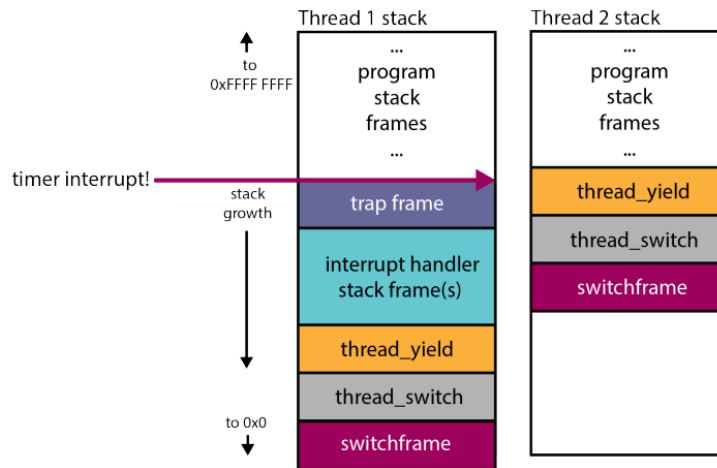 Thread 1 stack
Thread 2 stack
to
0xFFFF FFFF
...
program
stack
frames
...
...
program
stack
frames
...
timer interrupt!
stack
growth
trap frame
interrupt handler
stack frame(s)
thread_yield
thread_switch
switchframe
thread_yield
thread_switch
switchframe
to 0x0